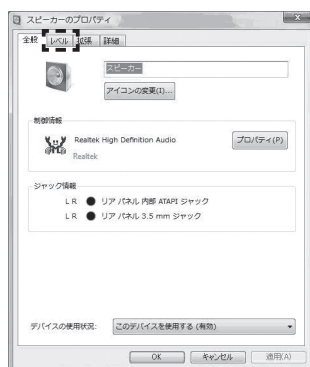 スピーカーのプロパティ
全般 レベル 拡張 詳細
スピーカー
アイコンの変更(I)...
制御情報
Realtek High Definition Audio
プロパティ(P)
Realtek
ジャック情報
L R リア パネル 内部 ATAPI ジャック
L R リア パネル 3.5 mm ジャック
デバイスの使用状況: このデバイスを使用する (有効)
OK キャンセル 適用(A)